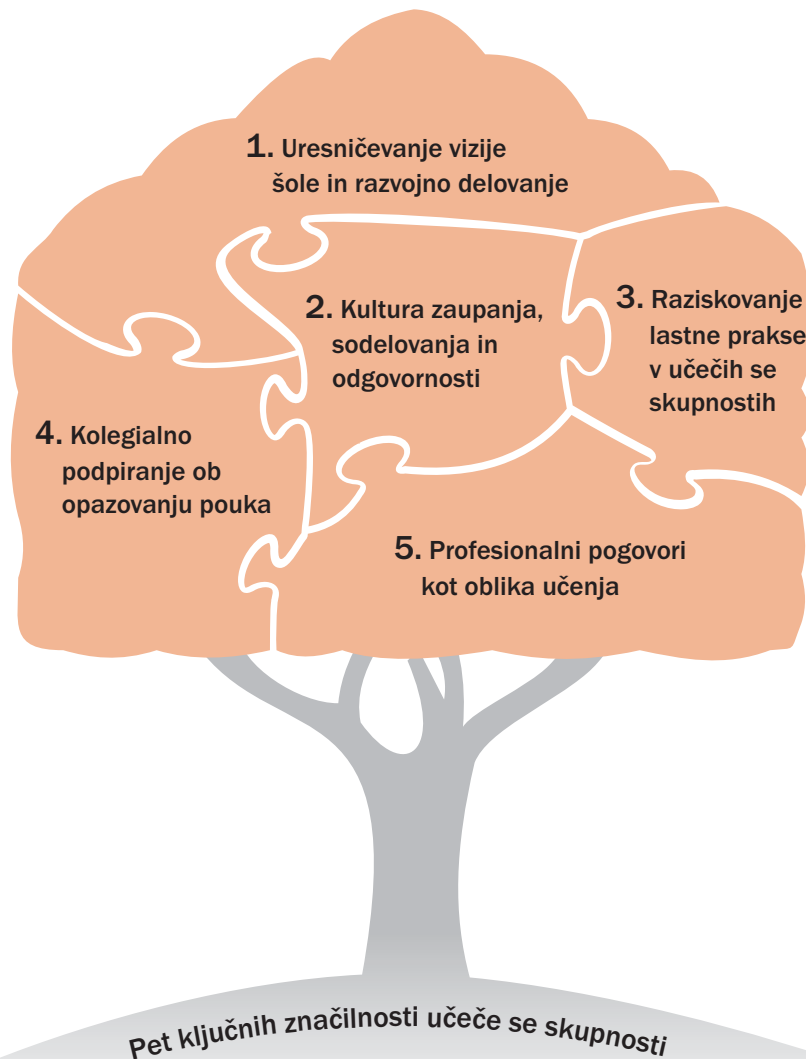 1. Uresničevanje vizije
šole in razvojno delovanje
2. Kultura zaupanja,
sodelovanja in
odgovornosti
3. Raziskovanje
lastne prakse
v učečih se
skupnostih
4. Kolegialno
podpiranje ob
opazovanju pouka
5. Profesionalni pogovori
kot oblika učenja
Pet ključnih značilnosti učeče se skupnosti